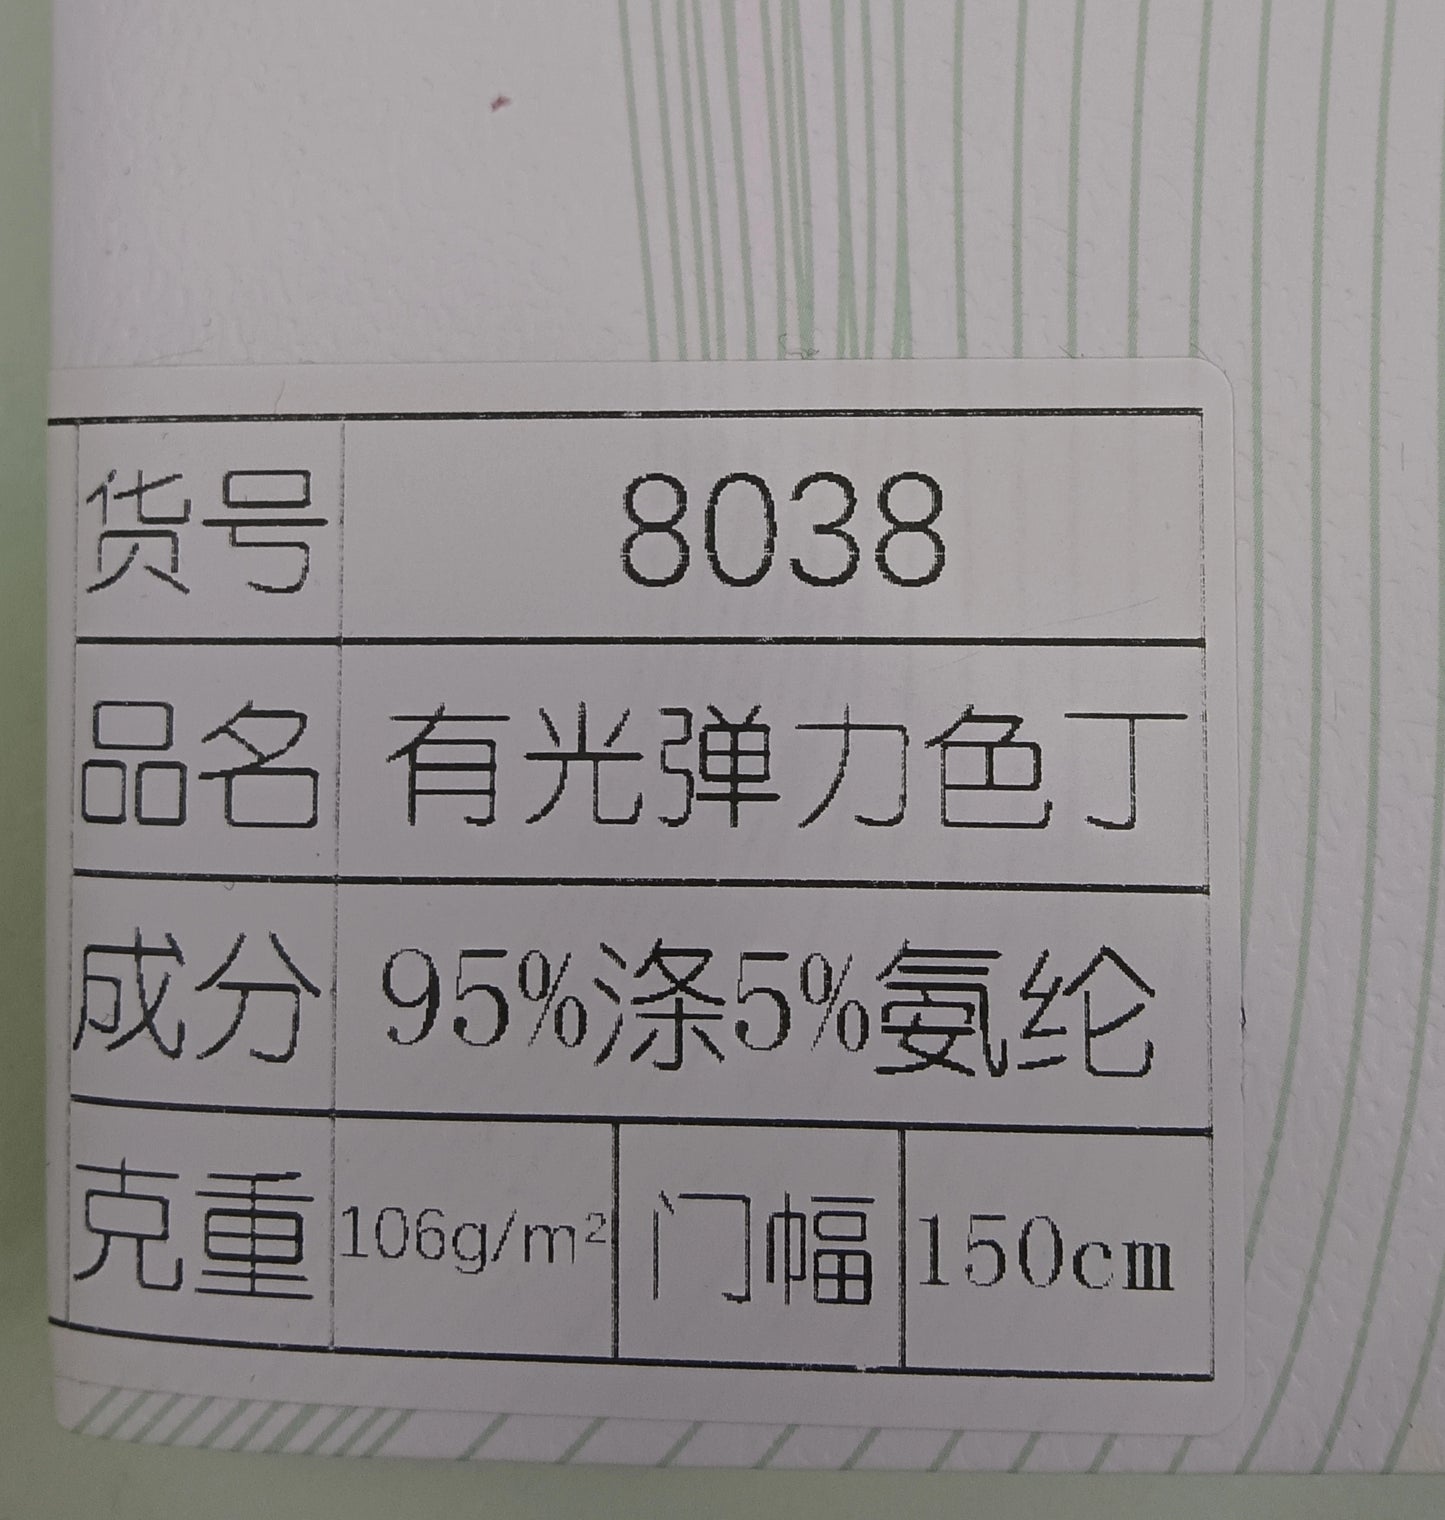 货号 8038
品名 有光弹力色丁
成分 95%涤5%氨纶
克重 106g/m² 门幅 150cm